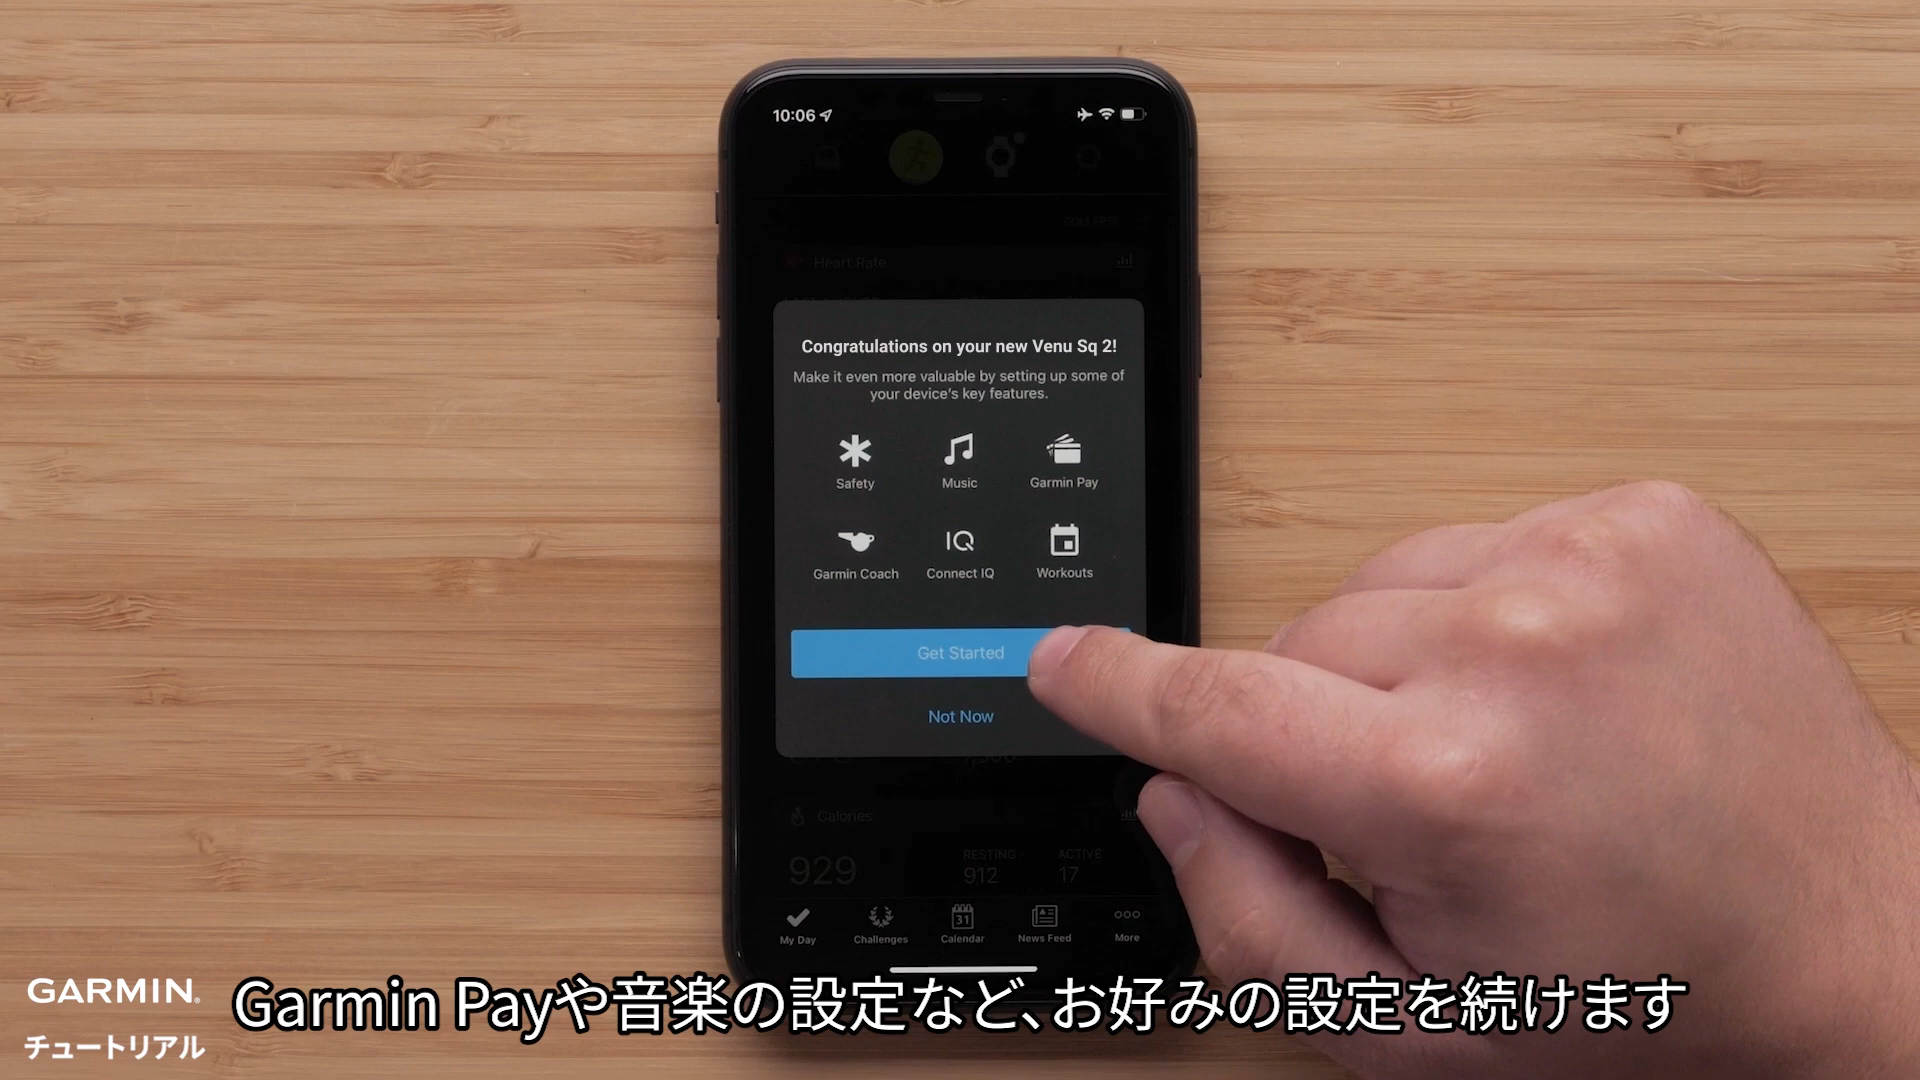 10:06
Heart Rate
Congratulations on your new Venu Sq 2!
Make it even more valuable by setting up some of
your device's key features.
Safety
Music
Garmin Pay
Garmin Coach
IQ
Connect IQ
Workouts
Get Started
Not Now
Calories
929
RESTING
912
ACTIVE
17
31
My Day
Challenges
Calendar
News Feed
More
GARMIN®
チュートリアル
Garmin Payや音楽の設定など、お好みの設定を続けます